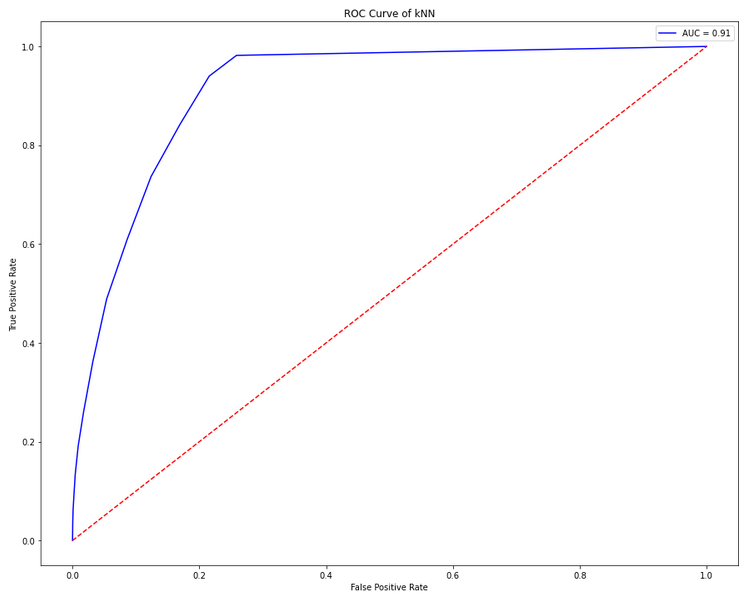 ROC Curve of kNN
AUC = 0.91
True Positive Rate
1.0
0.8
0.6
0.4
0.2
0.0
0.0 0.2 0.4 0.6 0.8 1.0
False Positive Rate